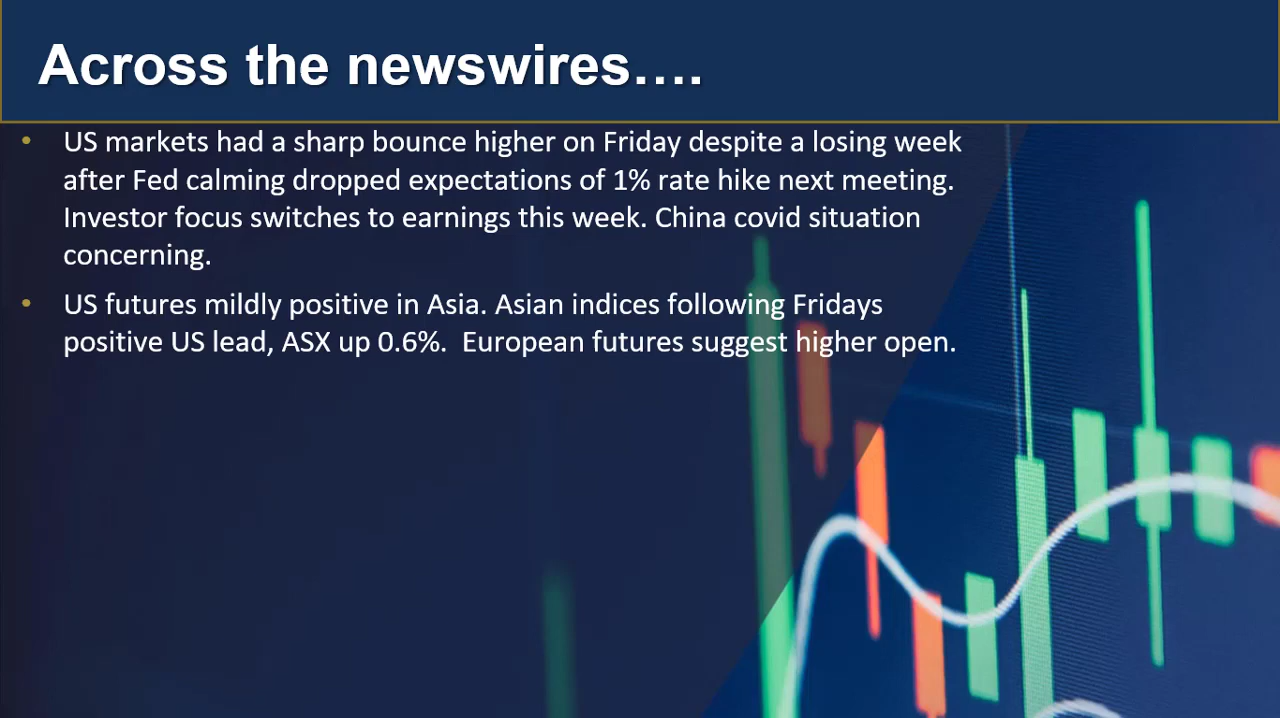 Across the newswires….
• US markets had a sharp bounce higher on Friday despite a losing week
after Fed calming dropped expectations of 1% rate hike next meeting.
Investor focus switches to earnings this week. China covid situation
concerning.
• US futures mildly positive in Asia. Asian indices following Fridays
positive US lead, ASX up 0.6%.  European futures suggest higher open.